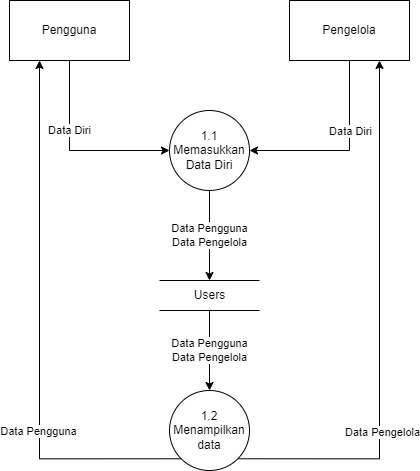 Pengguna
Pengelola
Data Diri
Data Diri
1.1
Memasukkan
Data Diri
Data Pengguna
Data Pengelola
Users
Data Pengguna
Data Pengelola
1.2
Menampilkan
data
Data Pengguna
Data Pengelola